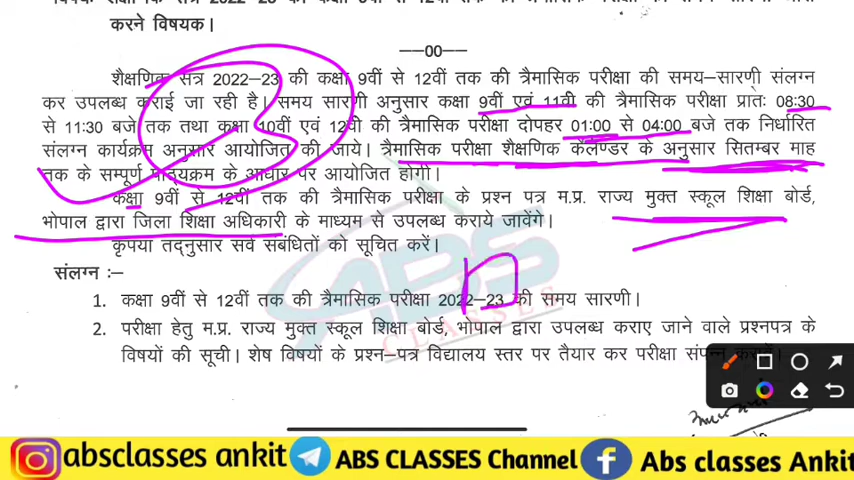 करने विषयक।
—00—
शैक्षणिक सत्र 2022–23 की कक्षा 9वीं से 12वीं तक की त्रैमासिक परीक्षा की समय–सारणी संलग्न
कर उपलब्ध कराई जा रही है। समय सारणी अनुसार कक्षा 9वीं एवं 11वीं की त्रैमासिक परीक्षा प्रातः 08:30
से 11:30 बजे तक तथा कक्षा 10वीं एवं 12वीं की त्रैमासिक परीक्षा दोपहर 01:00 से 04:00 बजे तक निर्धारित
संलग्न कार्यक्रम अनुसार आयोजित की जाये। त्रैमासिक परीक्षा शैक्षणिक कैलेण्डर के अनुसार सितम्बर माह
तक के सम्पूर्ण पाठ्यक्रम के आधार पर आयोजित होगी।
कक्षा 9वीं से 12वीं तक की त्रैमासिक परीक्षा के प्रश्न पत्र म.प्र. राज्य मुक्त स्कूल शिक्षा बोर्ड,
भोपाल द्वारा जिला शिक्षा अधिकारी के माध्यम से उपलब्ध कराये जावेंगे।
कृपया तद्नुसार सर्व संबंधितों को सूचित करें।
संलग्न :–
1. कक्षा 9वीं से 12वीं तक की त्रैमासिक परीक्षा 2022–23 की समय सारणी।
2. परीक्षा हेतु म.प्र. राज्य मुक्त स्कूल शिक्षा बोर्ड, भोपाल द्वारा उपलब्ध कराए जाने वाले प्रश्नपत्र के
विषयों की सूची। शेष विषयों के प्रश्न–पत्र विद्यालय स्तर पर तैयार कर परीक्षा संपन्न करावें।
ABS
CLASSES
absclasses ankit
ABS CLASSES Channel
Abs classes Ankit